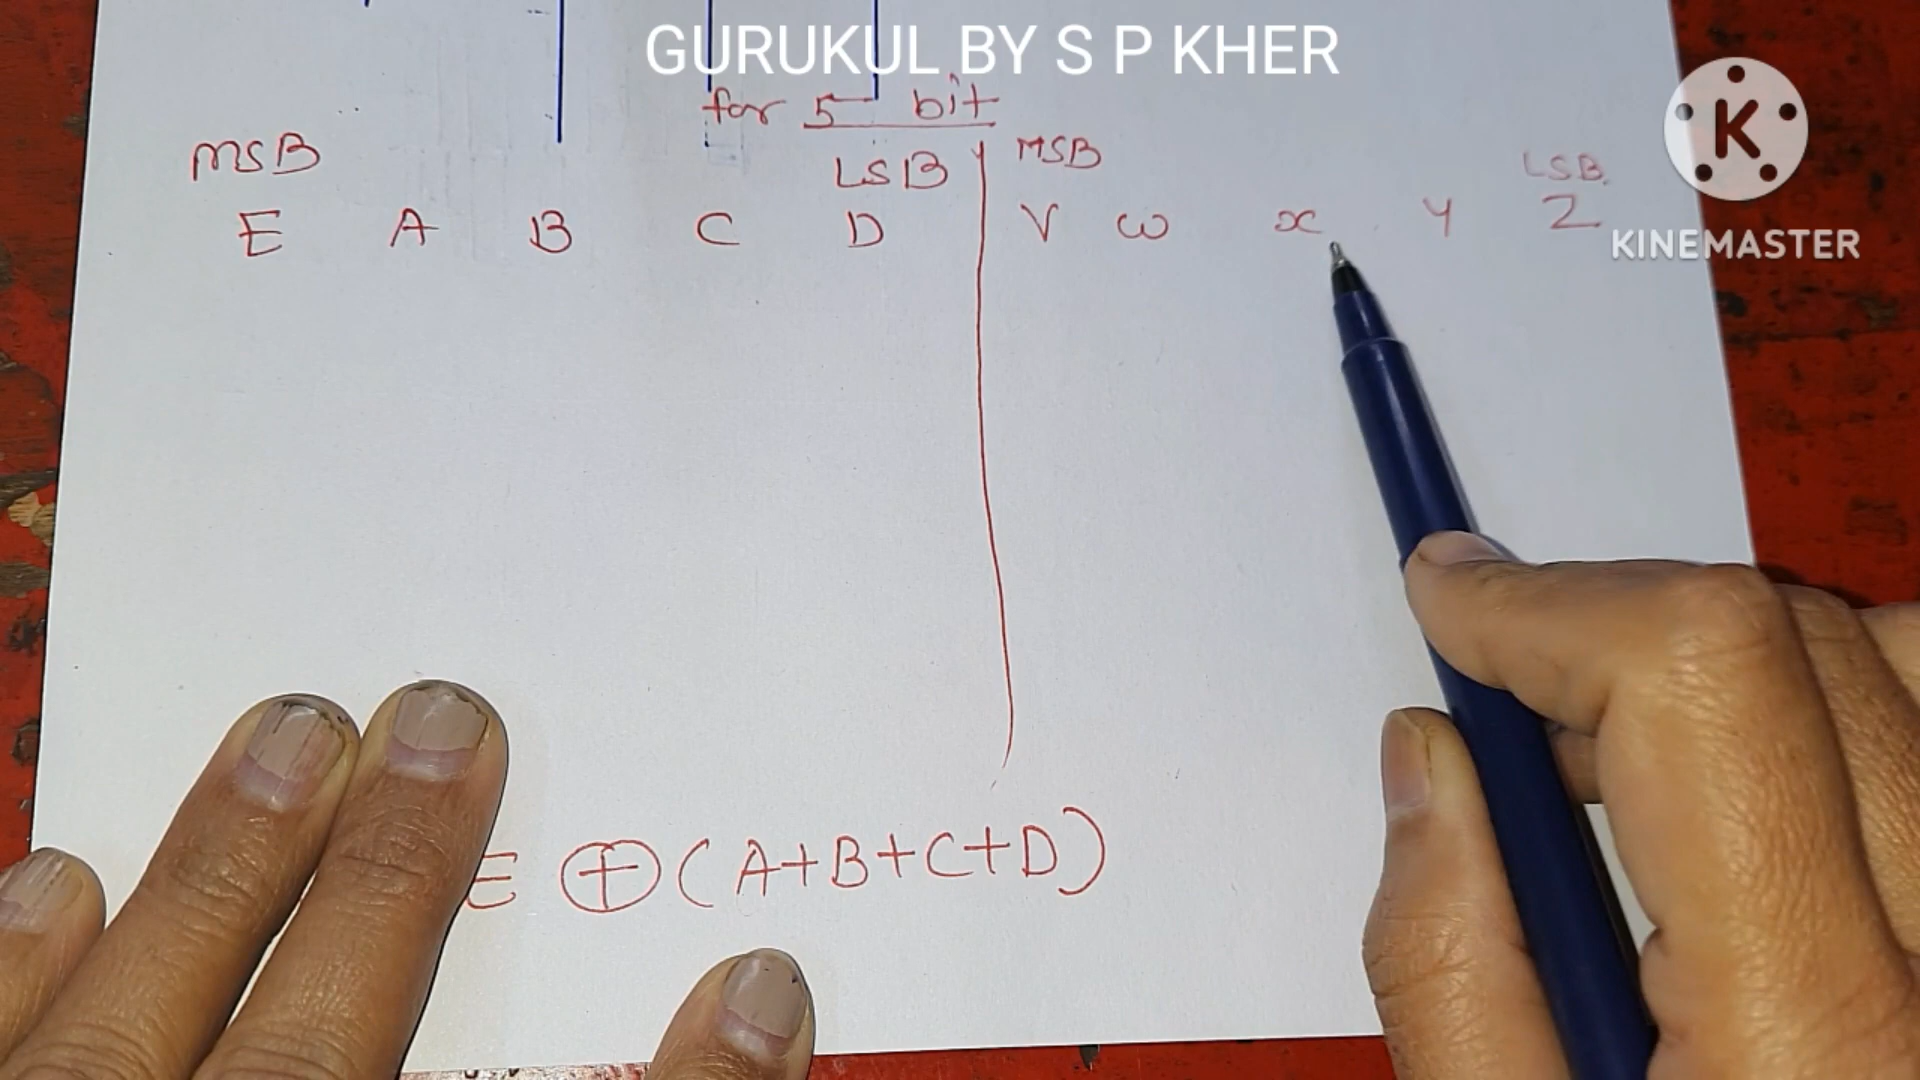 GURUKUL BY S P KHER
for 5 bit
MSB LSB MSB LSB
E A B C D V W X Y Z
K
KINEMASTER
E ⊕ (A+B+C+D)